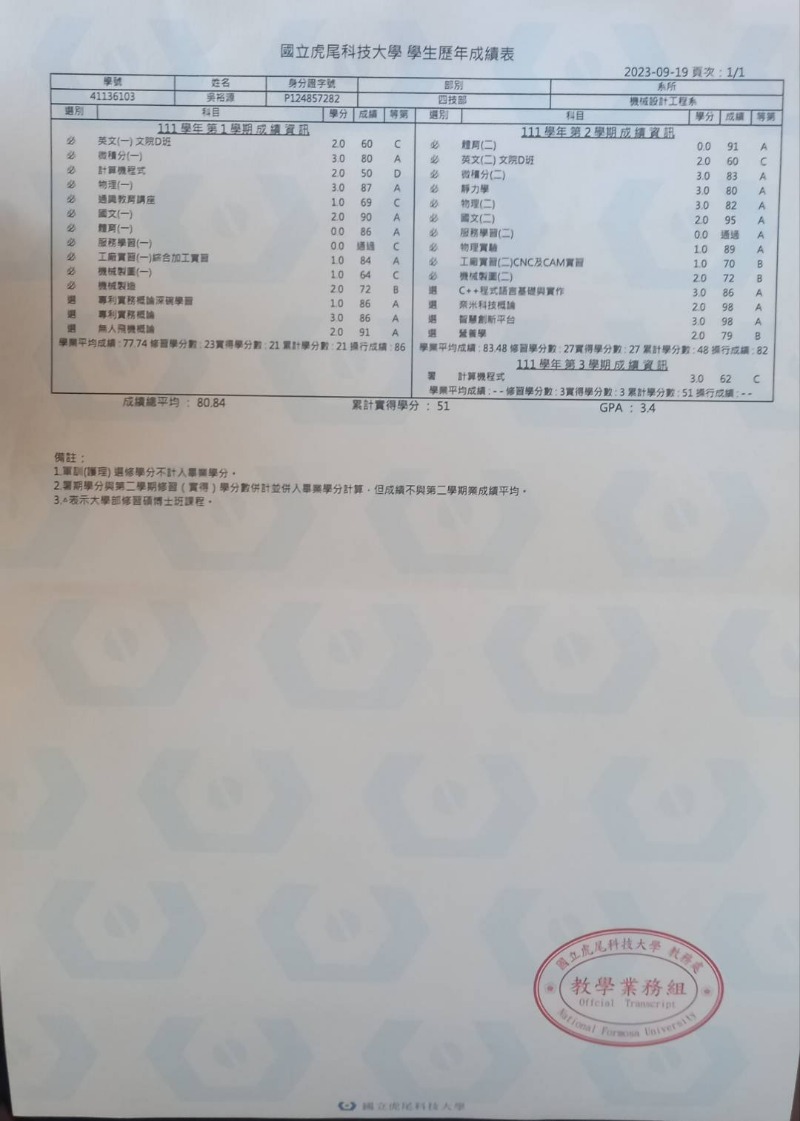 國立虎尾科技大學 學生歷年成績表
2023-09-19 頁次：1/1
學號 姓名 身分證字號 部別 系所
41136103 吳裕源 P124857282 四技部 機械設計工程系
選別 科目 學分 成績 等第
111 學年 第 1 學期 成 績 資 訊
必 英文(一) 文院D班 2.0 60 C
必 微積分(一) 3.0 80 A
必 計算機程式 2.0 50 D
必 物理(一) 3.0 87 A
必 通識教育講座 1.0 69 C
必 國文(一) 2.0 90 A
必 體育(一) 0.0 86 A
必 服務學習(一) 0.0 通過 C
必 工廠實習(一)綜合加工實習 1.0 84 A
必 機械製圖(一) 1.0 64 C
必 機械製造 2.0 72 B
選 專利實務概論深碗學習 1.0 86 A
選 專利實務概論 3.0 86 A
選 無人飛機概論 2.0 91 A
學業平均成績 : 77.74 修習學分數 : 23實得學分數 : 21 累計學分數 : 21 操行成績 : 86
選別 科目 學分 成績 等第
111 學年 第 2 學期 成 績 資 訊
必 體育(二) 0.0 91 A
必 英文(二) 文院D班 2.0 60 C
必 微積分(二) 3.0 83 A
必 靜力學 3.0 80 A
必 物理(二) 3.0 82 A
必 國文(二) 2.0 95 A
必 服務學習(二) 0.0 通過 A
必 物理實驗 1.0 89 A
必 工廠實習(二)CNC及CAM實習 1.0 70 B
必 機械製圖(二) 2.0 72 B
選 C++程式語言基礎與實作 3.0 86 A
選 奈米科技概論 2.0 98 A
選 智慧創新平台 3.0 98 A
選 營養學 2.0 79 B
學業平均成績 : 83.48 修習學分數 : 27實得學分數 : 27 累計學分數 : 48 操行成績 : 82
111 學年 第 3 學期 成 績 資 訊
暑 計算機程式 3.0 62 C
學業平均成績 : - - 修習學分數 : 3實得學分數 : 3 累計學分數 : 51 操行成績 : - -
成績總平均 ： 80.84 累計實得學分 ： 51 GPA ： 3.4
備註：
1.軍訓(護理) 選修學分不計入畢業學分。
2.暑期學分與第二學期修習（實得）學分數併計並併入畢業學分計算，但成績不與第二學期業成績平均。
3.△表示大學部修習碩博士班課程。
國立虎尾科技大學 教務處
教學業務組
Offcial Transcript
National Formosa University
國立虎尾科技大學